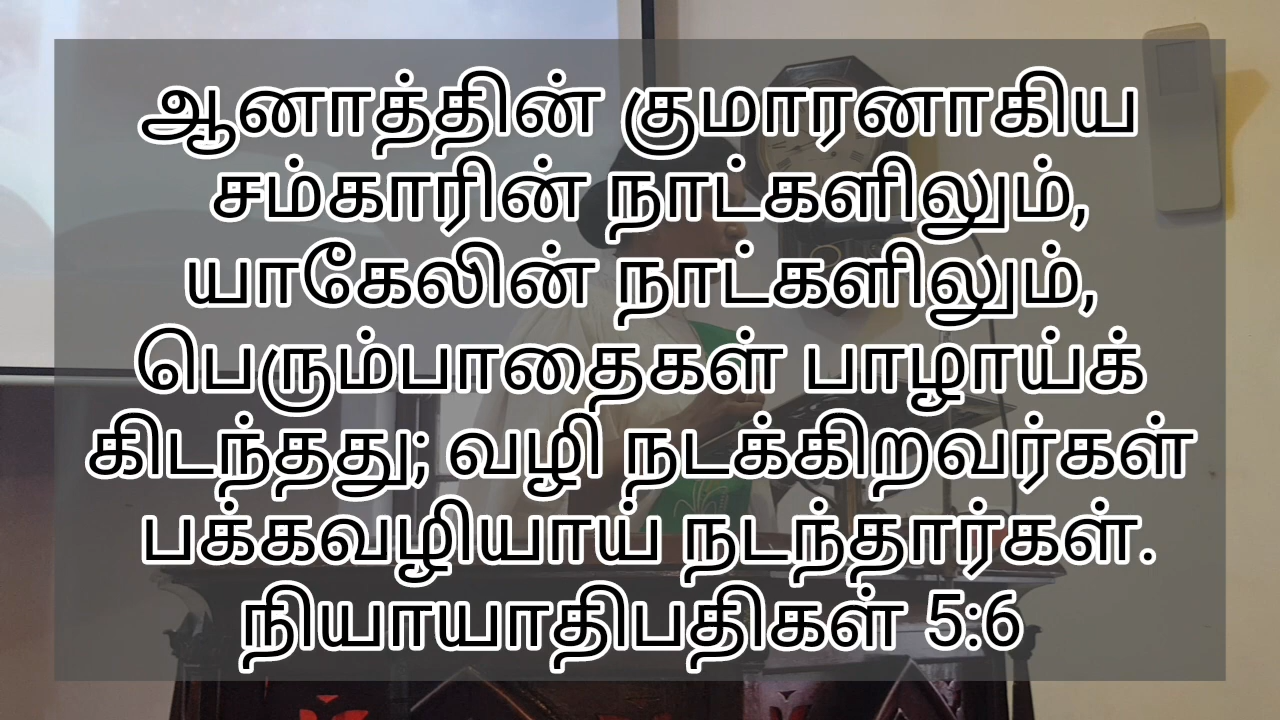 ஆனாத்தின் குமாரனாகிய
சம்காரின் நாட்களிலும்,
யாகேலின் நாட்களிலும்,
பெரும்பாதைகள் பாழாய்க்
கிடந்தது; வழி நடக்கிறவர்கள்
பக்கவழியாய் நடந்தார்கள்.
நியாயாதிபதிகள் 5:6